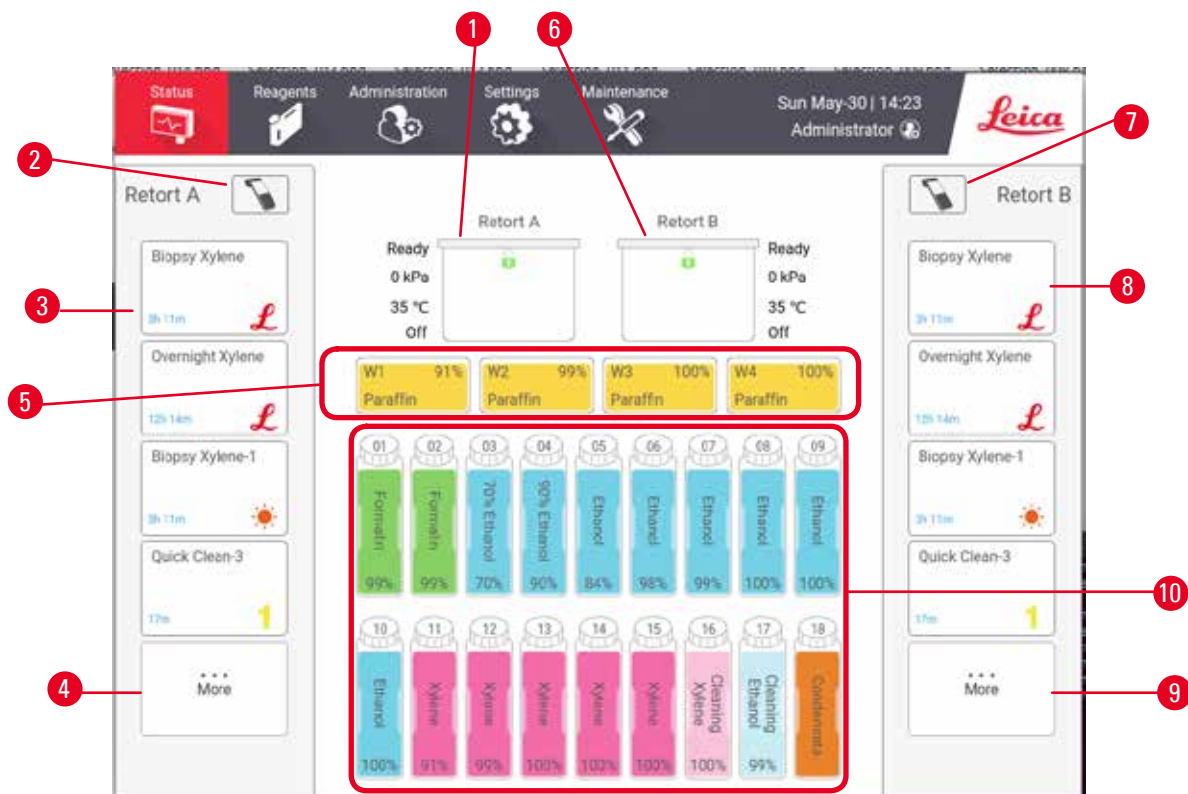 1
6
Status
Reagents
Administration
Settings
Maintenance
Sun May-30 | 14:23
Administrator
Leica
7
2
Retort A
Retort B
Retort A
Retort B
Biopsy Xylene
3h 11m
3
Ready
0 kPa
35 °C
Off
Ready
0 kPa
35 °C
Off
Biopsy Xylene
3h 11m
8
Overnight Xylene
12h 14m
5
W1 91%
Paraffin
W2 99%
Paraffin
W3 100%
Paraffin
W4 100%
Paraffin
Overnight Xylene
12h 14m
Biopsy Xylene-1
3h 11m
01 02 03 04 05 06 07 08 09
Formalin
Formalin
70% Ethanol
90% Ethanol
Ethanol
Ethanol
Ethanol
Ethanol
Ethanol
99% 99% 70% 90% 84% 98% 99% 100% 100%
Biopsy Xylene-1
3h 11m
Quick Clean-3
17m
1
Quick Clean-3
17m
1
10
10 11 12 13 14 15 16 17 18
Ethanol
Xylene
Xylene
Xylene
Xylene
Xylene
Cleaning Xylene
Cleaning Ethanol
100% 91% 99% 100% 100% 100% 100% 99%
4
More
More
9